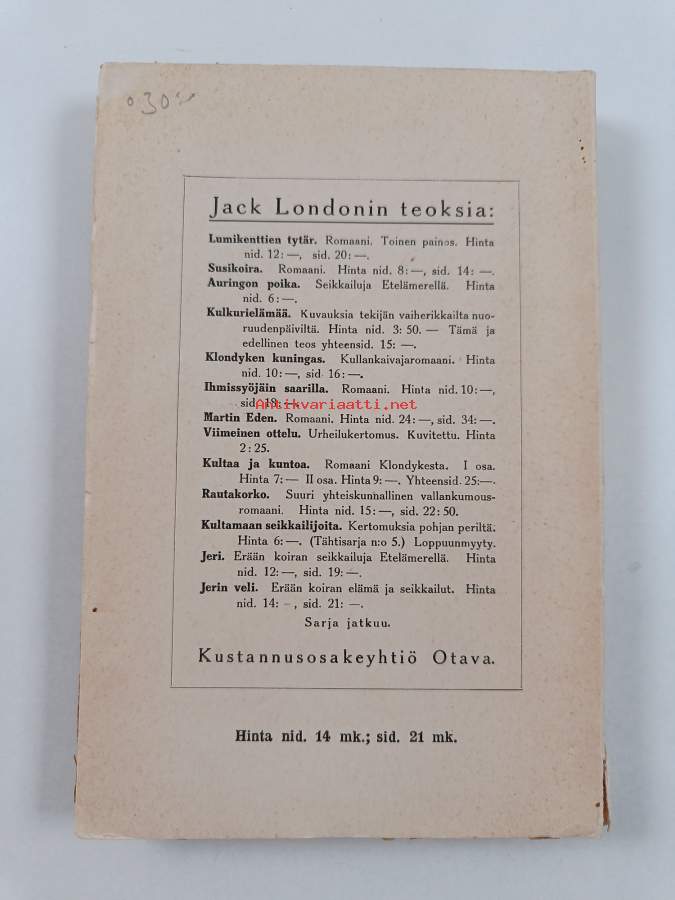 Jack Londonin teoksia:
Lumikenttien tytär. Romaani. Toinen painos. Hinta
nid. 12: —, sid. 20: —.
Susikoira. Romaani. Hinta nid. 8: —, sid. 14: —.
Auringon poika. Seikkailuja Etelämerellä. Hinta
nid. 6: —.
Kulkurielämää. Kuvauksia tekijän vaiherikkailta nuo-
ruudenpäiviltä. Hinta nid. 3: 50. — Tämä ja
edellinen teos yhteensid. 15: —.
Klondyken kuningas. Kullankaivajaromaani. Hinta
nid. 10: —, sid. 16: —.
Ihmissyöjäin saarilla. Romaani. Hinta nid. 10: —,
sid. 18: —.
Antikvariaatti.net
Martin Eden. Romaani. Hinta nid. 24: —, sid. 34: —.
Viimeinen ottelu. Urheilukertomus. Kuvitettu. Hinta
2: 25.
Kultaa ja kuntoa. Romaani Klondykesta. I osa.
Hinta 7: — II osa. Hinta 9: —. Yhteensid. 25: —.
Rautakorko. Suuri yhteiskunnallinen vallankumous-
romaani. Hinta nid. 15: —, sid. 22: 50.
Kultamaan seikkailijoita. Kertomuksia pohjan periltä.
Hinta 6: —. (Tähtisarja n:o 5.) Loppuunmyyty.
Jeri. Erään koiran seikkailuja Etelämerellä. Hinta
nid. 12: —, sid. 19: —.
Jerin veli. Erään koiran elämä ja seikkailut. Hinta
nid. 14: –, sid. 21: —.
Sarja jatkuu.
Kustannusosakeyhtiö Otava.
Hinta nid. 14 mk.; sid. 21 mk.